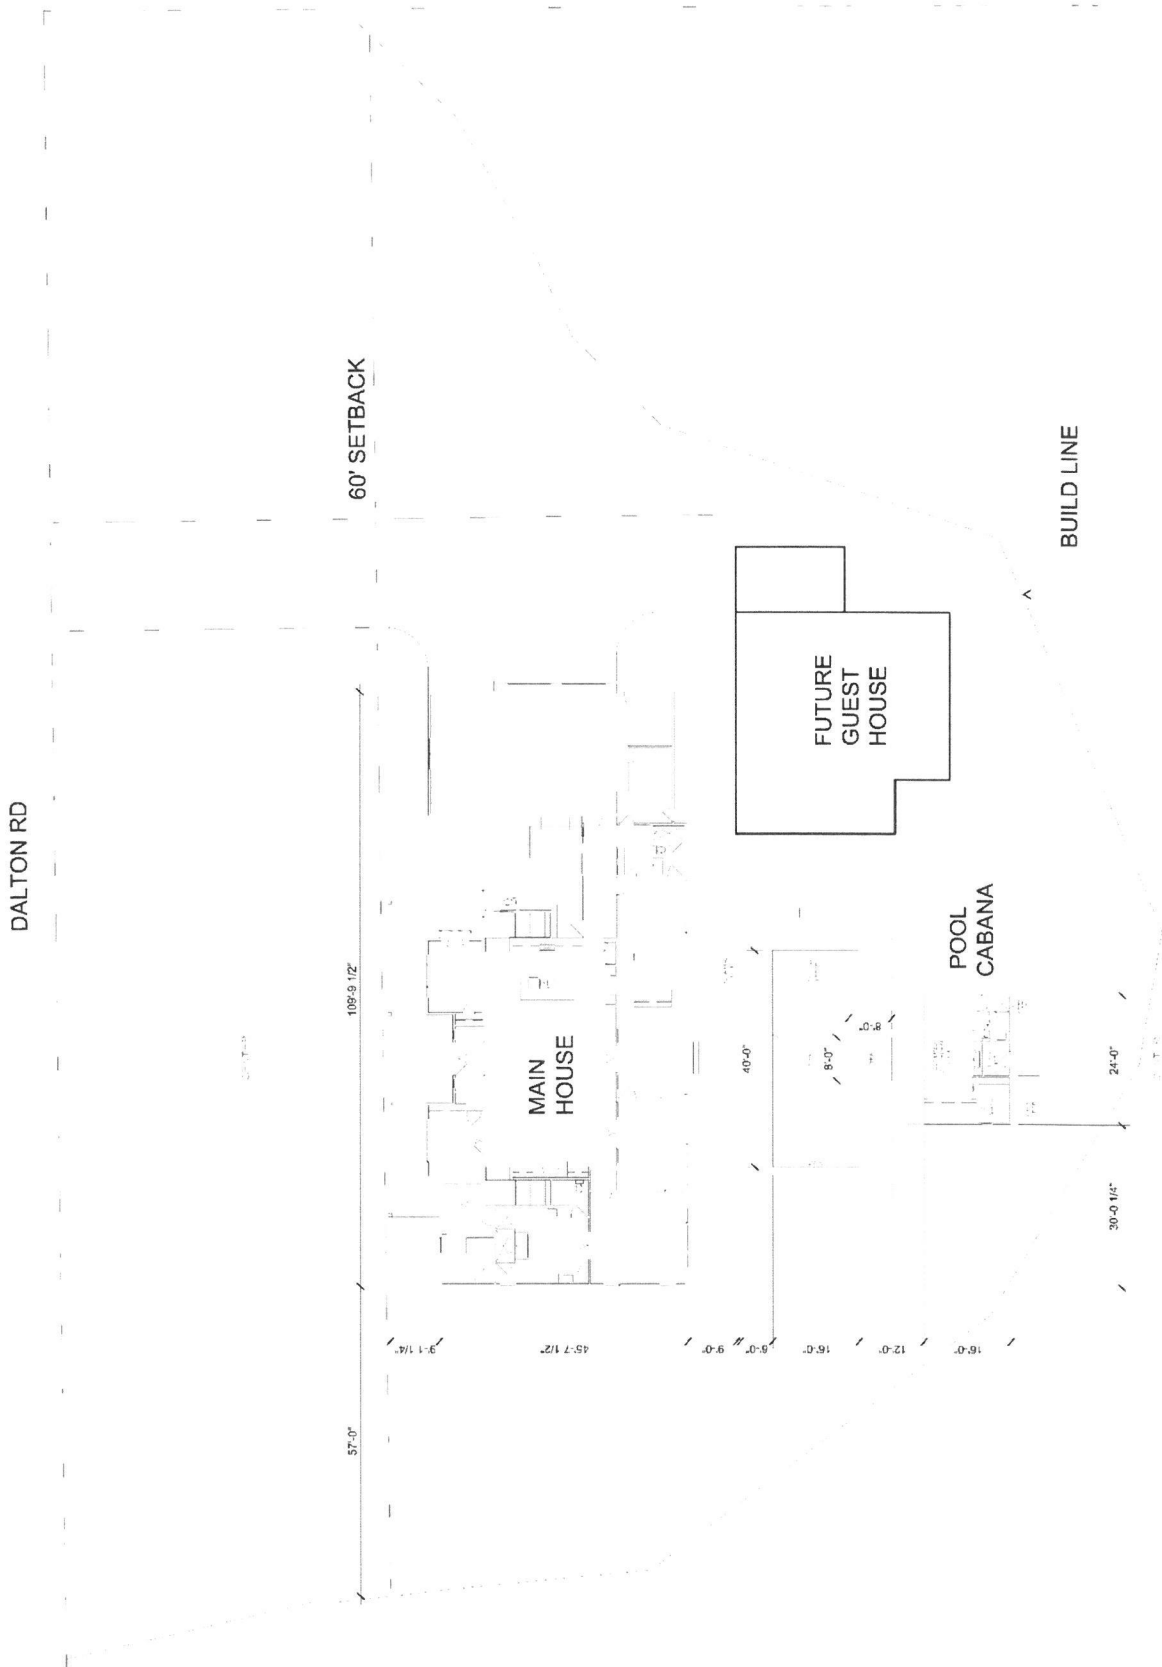 DALTON RD
60' SETBACK
109'-9 1/2"
57'-0"
MAIN
HOUSE
FUTURE
GUEST
HOUSE
BUILD LINE
POOL
CABANA
40'-0"
8'-0"
8'-0"
24'-0"
30'-0 1/4"
9'-1 1/4"
45'-7 1/2"
9'-0"
6'-0"
16'-0"
12'-0"
16'-0"